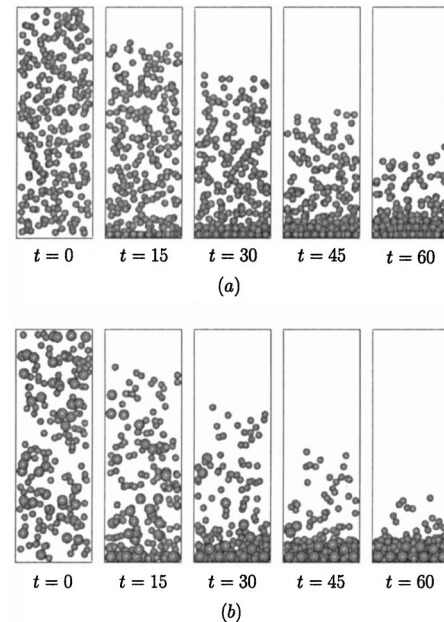 t = 0 t = 15 t = 30 t = 45 t = 60
(a)
t = 0 t = 15 t = 30 t = 45 t = 60
(b)